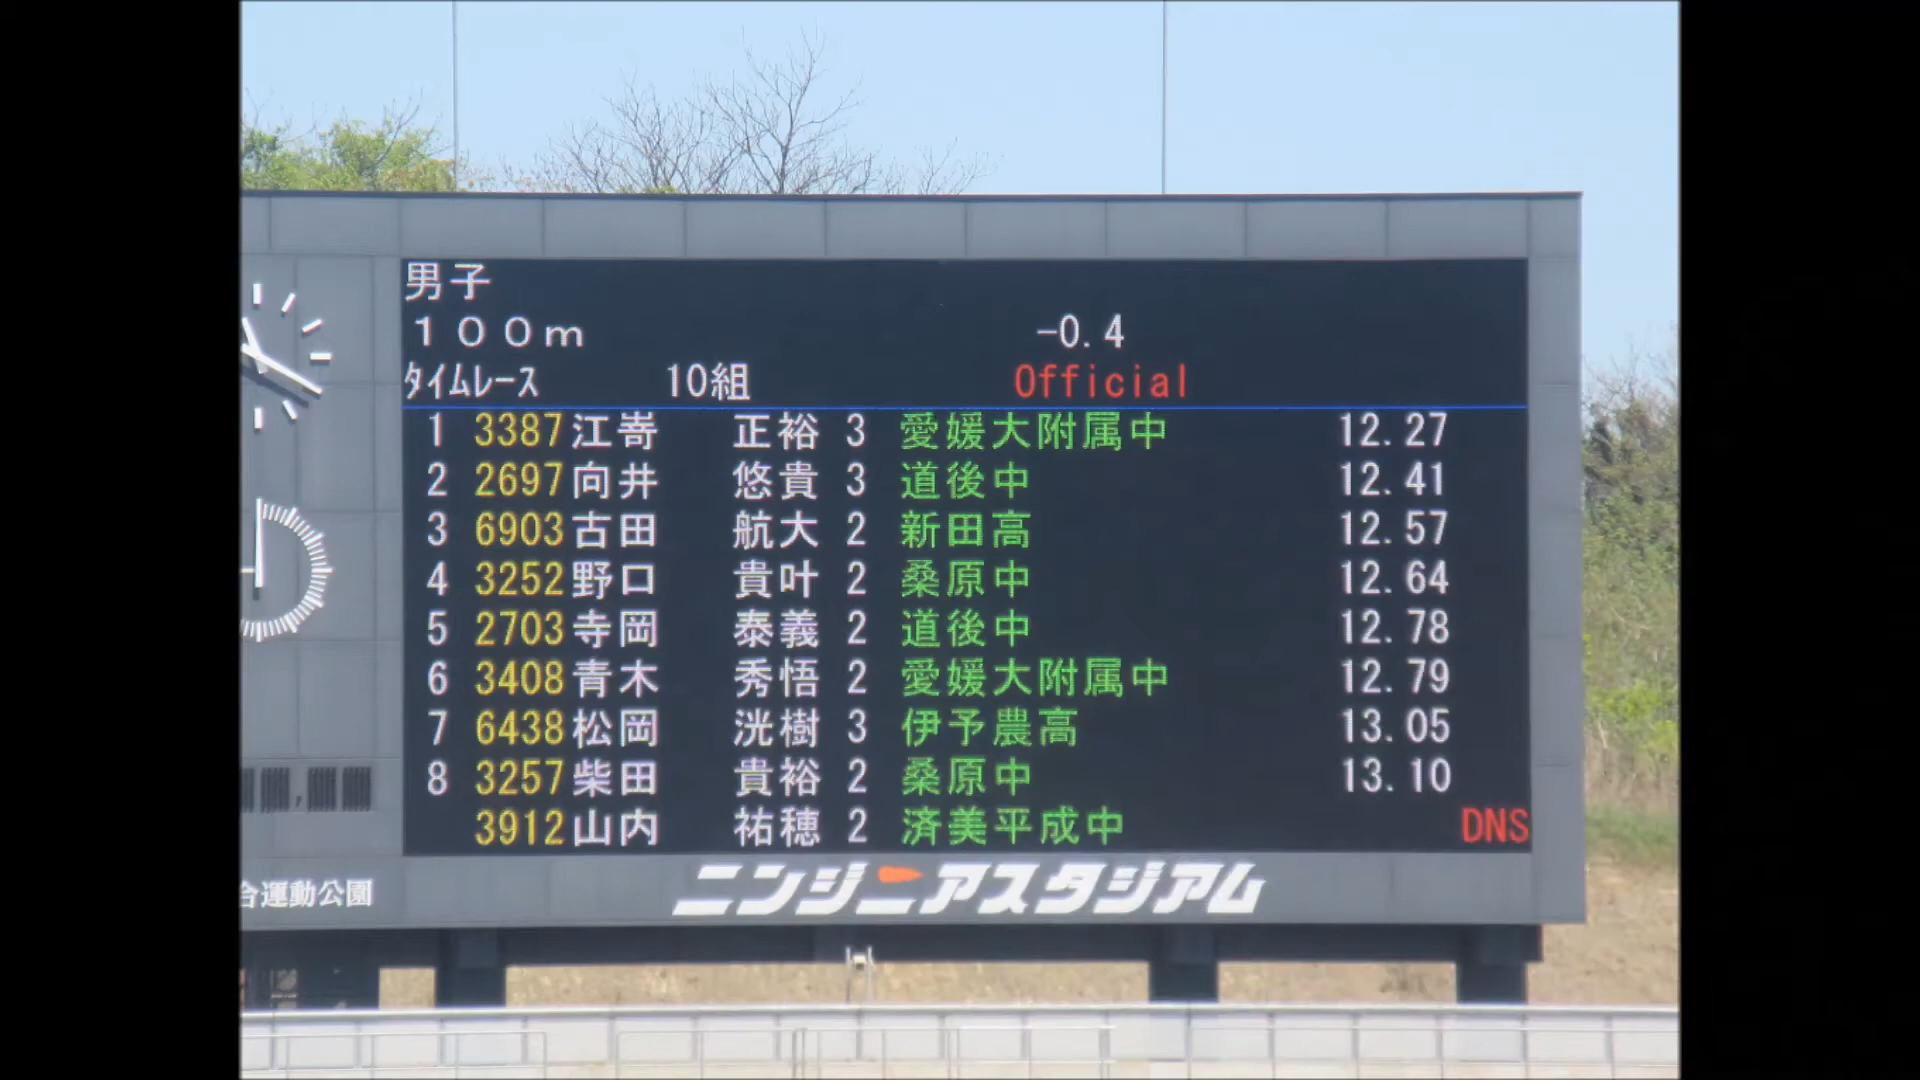 男子
１００ｍ -0.4
ﾀｲﾑﾚｰｽ 10組 Official
1 3387 江嵜 正裕 3 愛媛大附属中 12.27
2 2697 向井 悠貴 3 道後中 12.41
3 6903 古田 航大 2 新田高 12.57
4 3252 野口 貴叶 2 桑原中 12.64
5 2703 寺岡 泰義 2 道後中 12.78
6 3408 青木 秀悟 2 愛媛大附属中 12.79
7 6438 松岡 洸樹 3 伊予農高 13.05
8 3257 柴田 貴裕 2 桑原中 13.10
3912 山内 祐穂 2 済美平成中 DNS
合運動公園
ニンジニアスタジアム